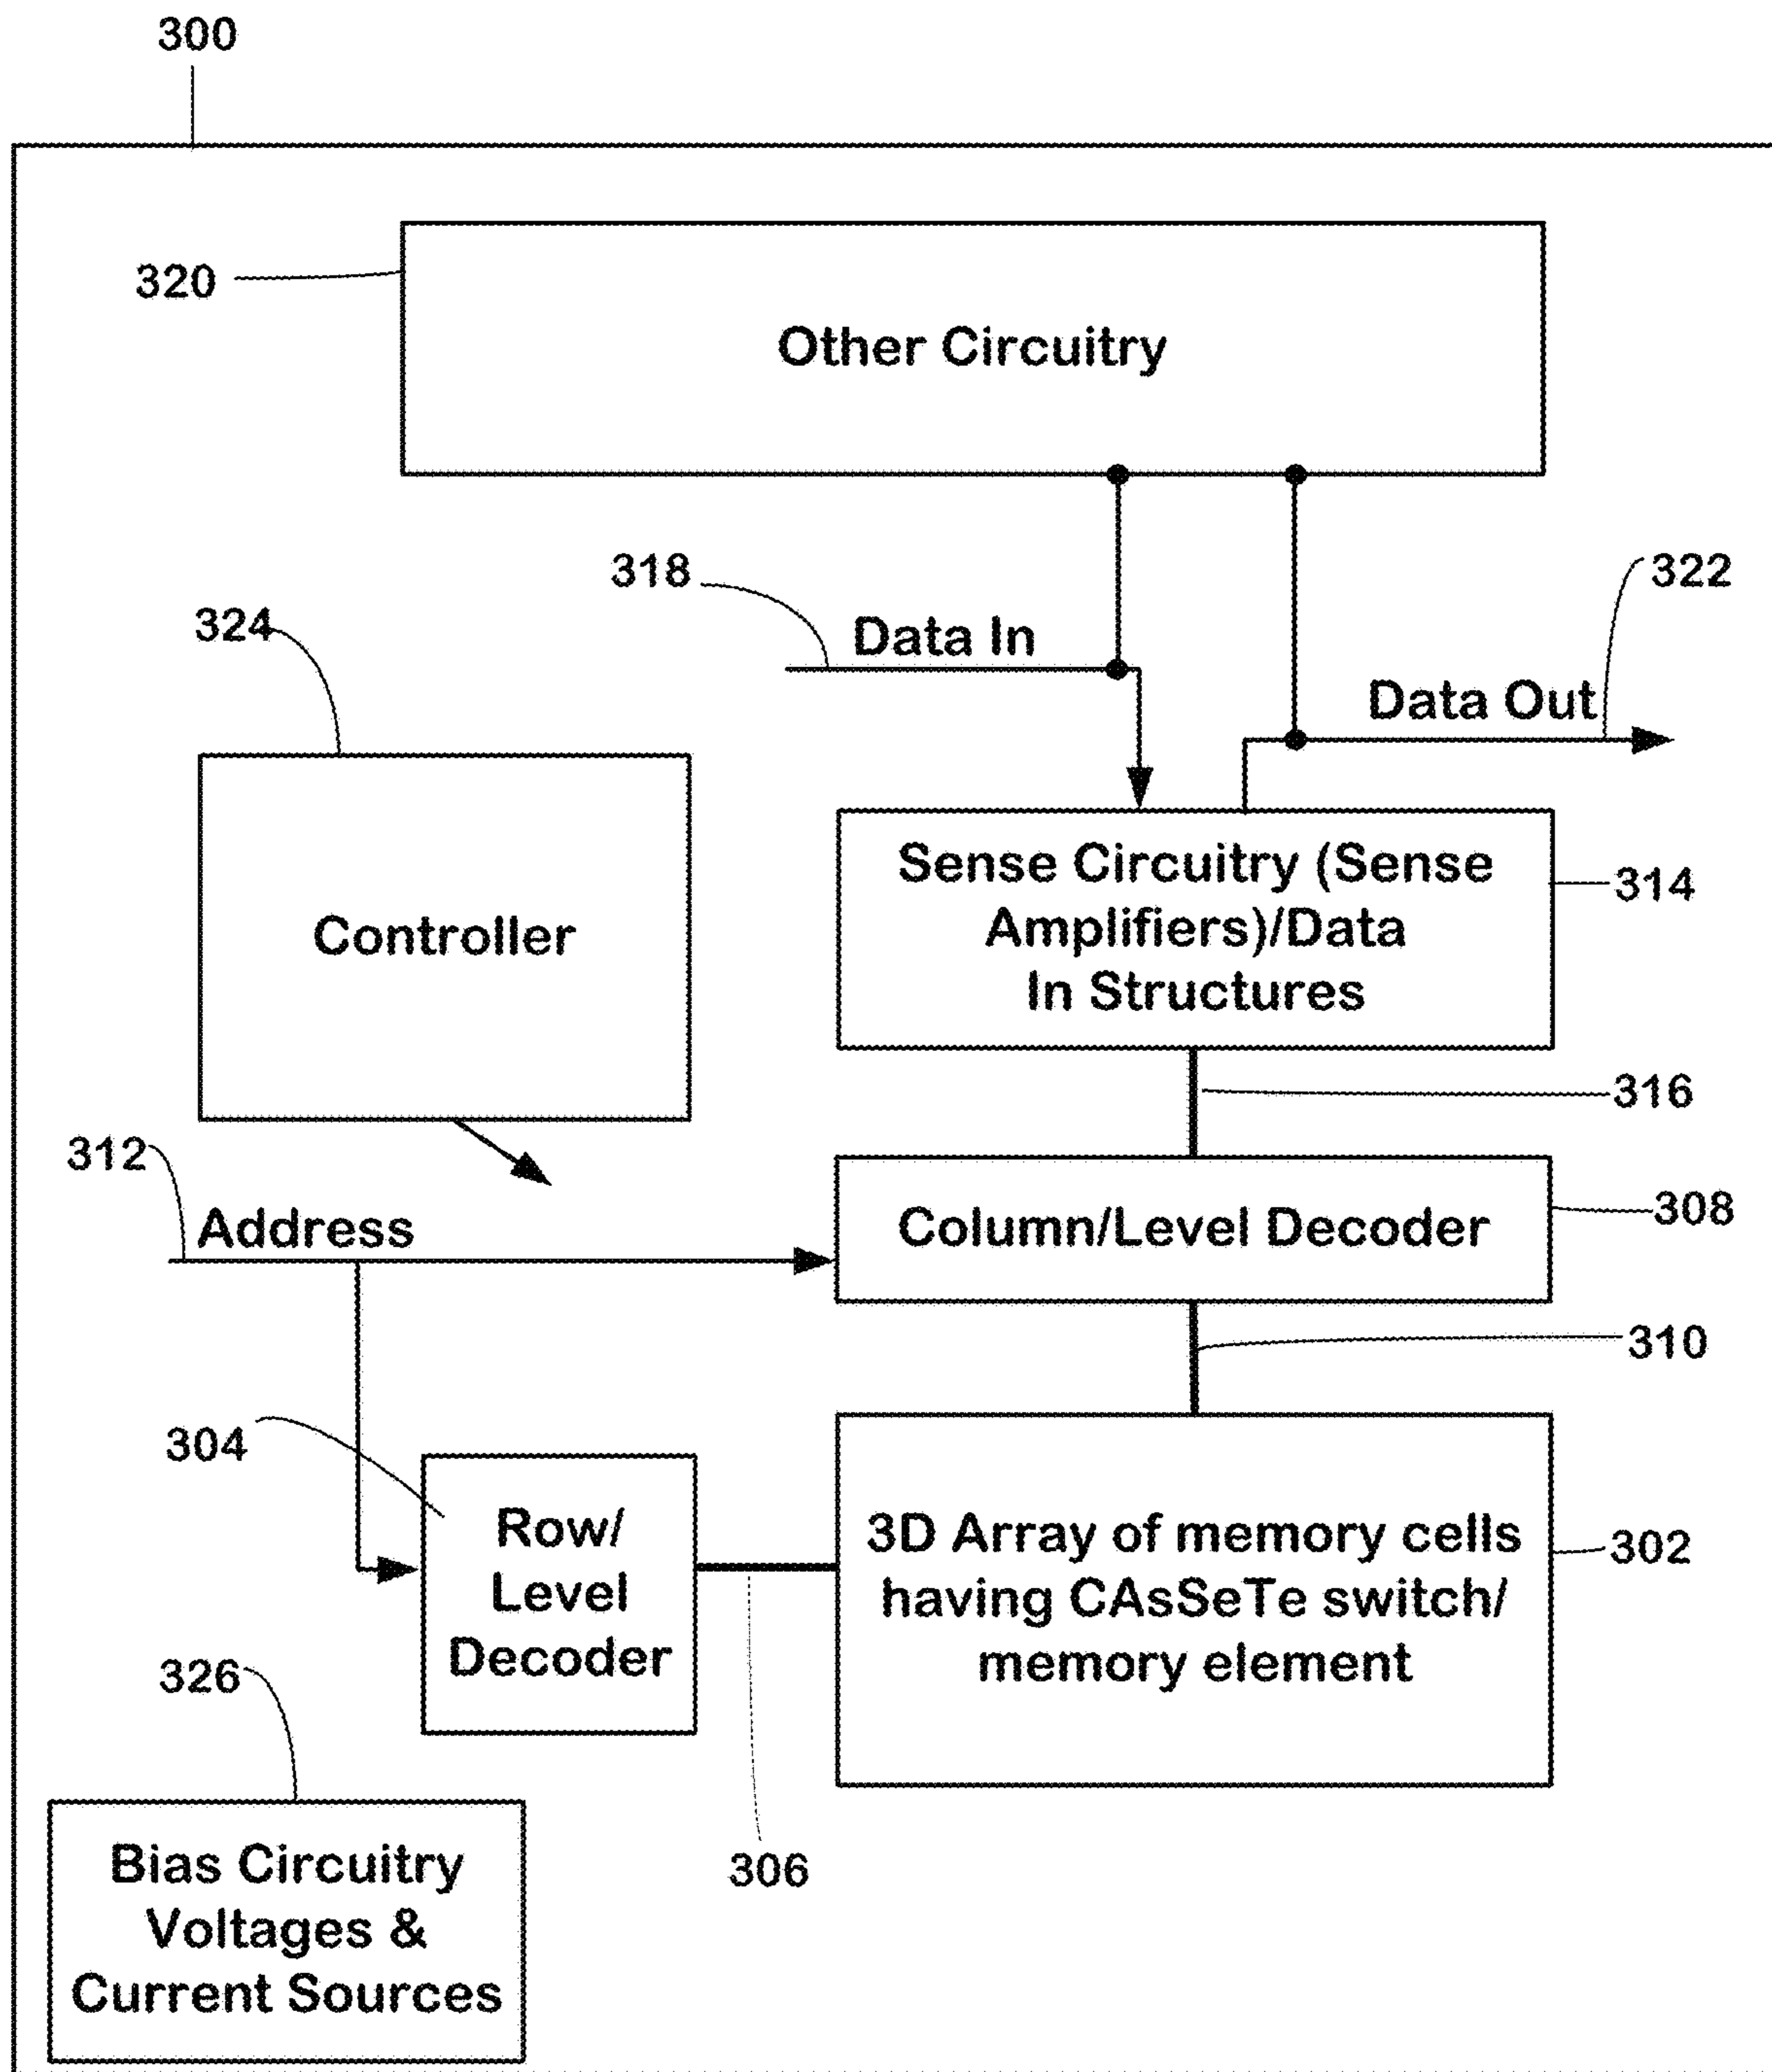 300
320
Other Circuitry
318
322
324
Data In
Data Out
Controller
Sense Circuitry (Sense
Amplifiers)/Data
In Structures
314
316
312
Address
Column/Level Decoder
308
310
304
Row/
Level
Decoder
3D Array of memory cells
having CAsSeTe switch/
memory element
302
306
326
Bias Circuitry
Voltages &
Current Sources